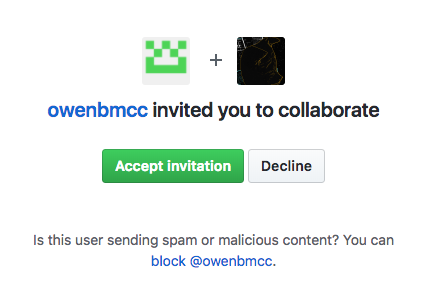 +
owenbmcc invited you to collaborate
Accept invitation
Decline
Is this user sending spam or malicious content? You can
block @owenbmcc.